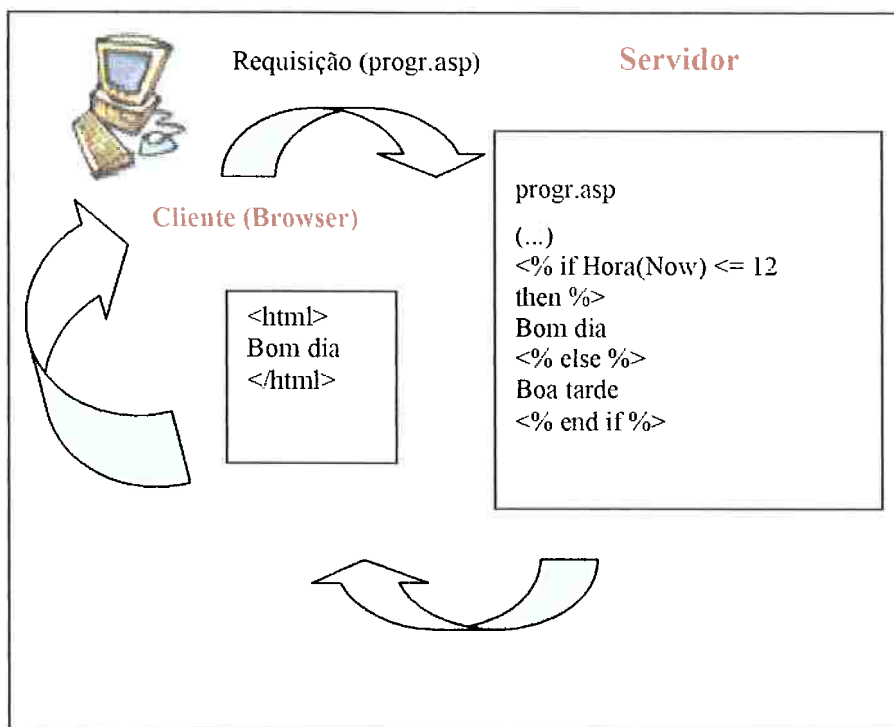 Requisição (progr.asp)
Servidor
Cliente (Browser)
progr.asp
(...)
<% if Hora(Now) <= 12
then %>
Bom dia
<% else %>
Boa tarde
<% end if %>
<html>
Bom dia
</html>